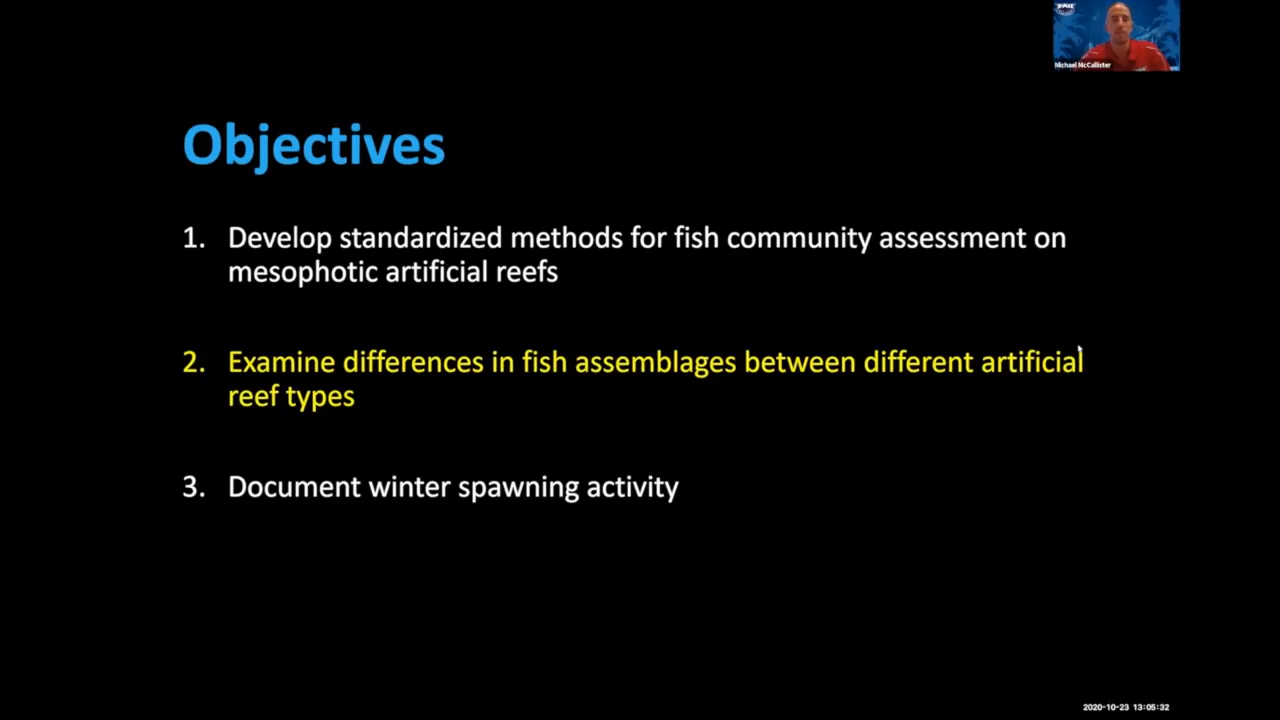 Michael McCallister
Objectives
1. Develop standardized methods for fish community assessment on
mesophotic artificial reefs
2. Examine differences in fish assemblages between different artificial
reef types
3. Document winter spawning activity
2020-10-23 13:05:32